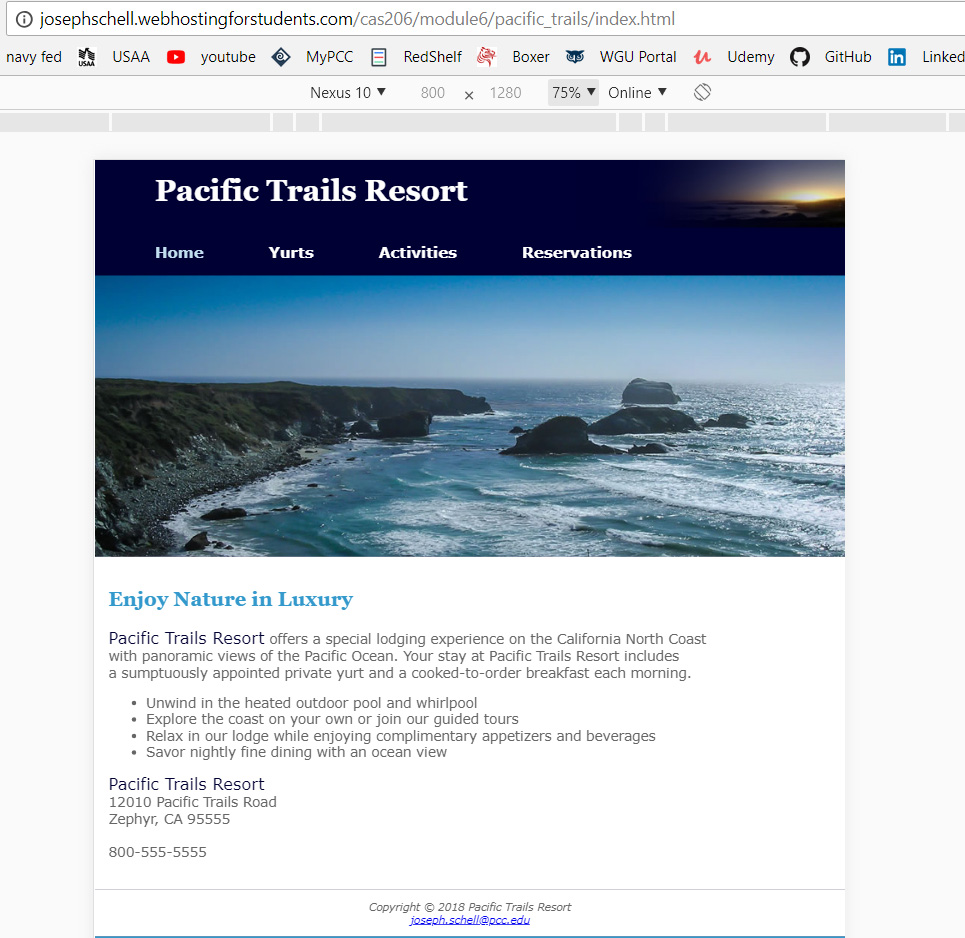 josephschell.webhostingforstudents.com/cas206/module6/pacific_trails/index.html
navy fed USAA USAA youtube MyPCC RedShelf Boxer WGU Portal Udemy GitHub in Linked
Nexus 10 ▼ 800 × 1280 75% ▼ Online ▼
Pacific Trails Resort
Home Yurts Activities Reservations
Enjoy Nature in Luxury
Pacific Trails Resort offers a special lodging experience on the California North Coast
with panoramic views of the Pacific Ocean. Your stay at Pacific Trails Resort includes
a sumptuously appointed private yurt and a cooked-to-order breakfast each morning.
• Unwind in the heated outdoor pool and whirlpool
• Explore the coast on your own or join our guided tours
• Relax in our lodge while enjoying complimentary appetizers and beverages
• Savor nightly fine dining with an ocean view
Pacific Trails Resort
12010 Pacific Trails Road
Zephyr, CA 95555
800-555-5555
Copyright © 2018 Pacific Trails Resort
joseph.schell@pcc.edu